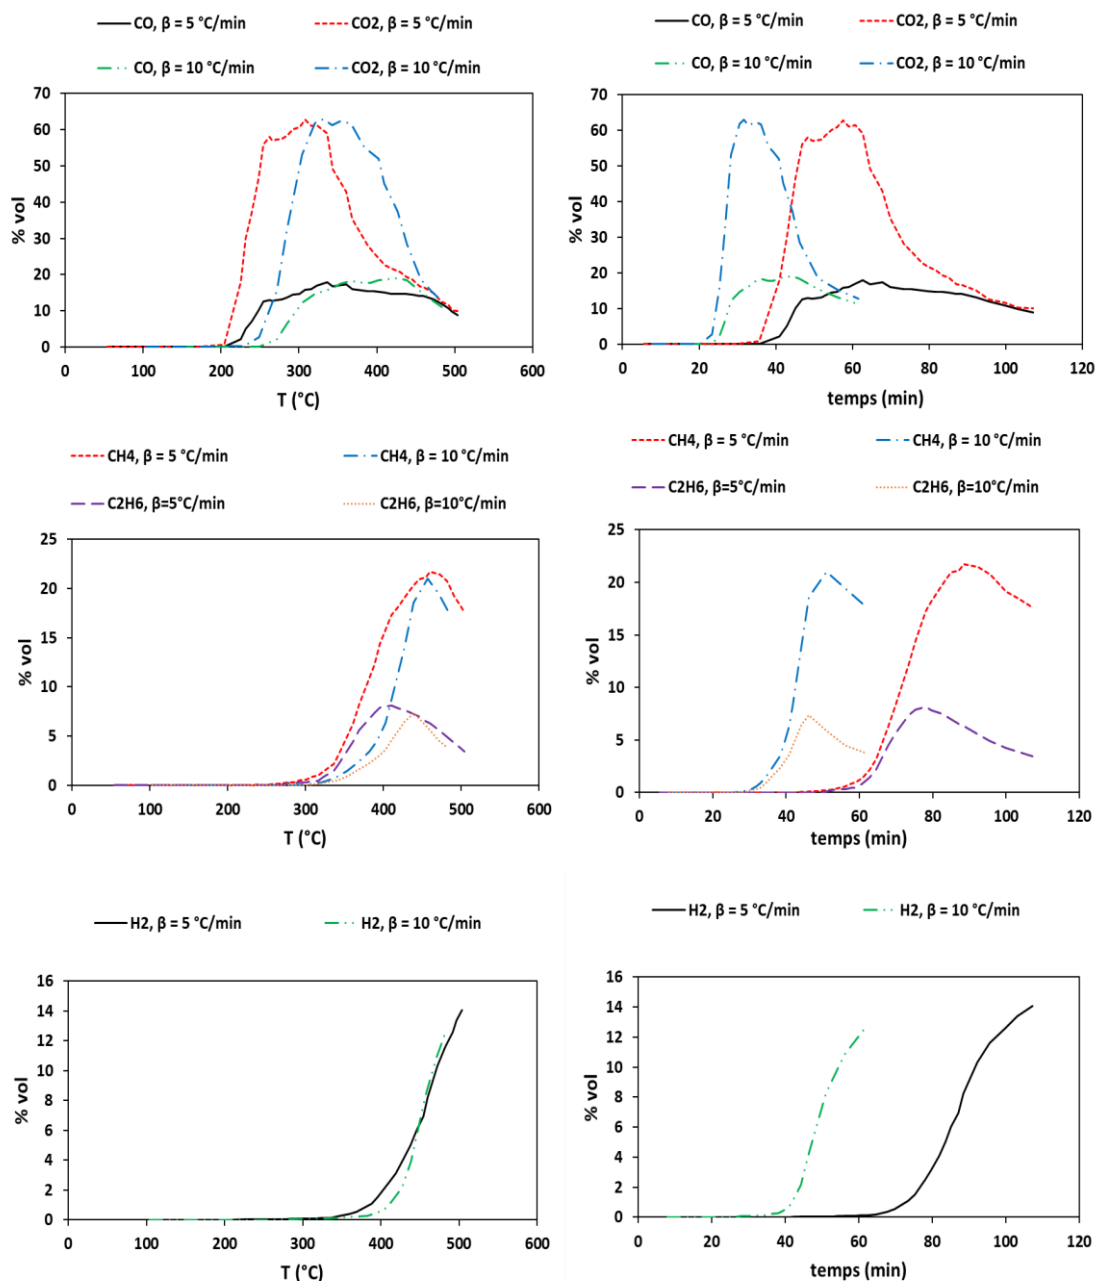 CO, β = 5 °C/min
CO2, β = 5 °C/min
CO, β = 10 °C/min
CO2, β = 10 °C/min
70
60
50
40
30
20
10
0
% vol
0 100 200 300 400 500 600
T (°C)
CO, β = 5 °C/min
CO2, β = 5 °C/min
CO, β = 10 °C/min
CO2, β = 10 °C/min
70
60
50
40
30
20
10
0
% vol
0 20 40 60 80 100 120
temps (min)
CH4, β = 5 °C/min
CH4, β = 10 °C/min
C2H6, β=5°C/min
C2H6, β=10°C/min
25
20
15
10
5
0
% vol
0 100 200 300 400 500 600
T (°C)
CH4, β = 5 °C/min
CH4, β = 10 °C/min
C2H6, β=5°C/min
C2H6, β=10°C/min
25
20
15
10
5
0
% vol
0 20 40 60 80 100 120
temps (min)
H2, β = 5 °C/min
H2, β = 10 °C/min
16
14
12
10
8
6
4
2
0
% vol
0 100 200 300 400 500 600
T (°C)
H2, β = 5 °C/min
H2, β = 10 °C/min
16
14
12
10
8
6
4
2
0
% vol
0 20 40 60 80 100 120
temps (min)